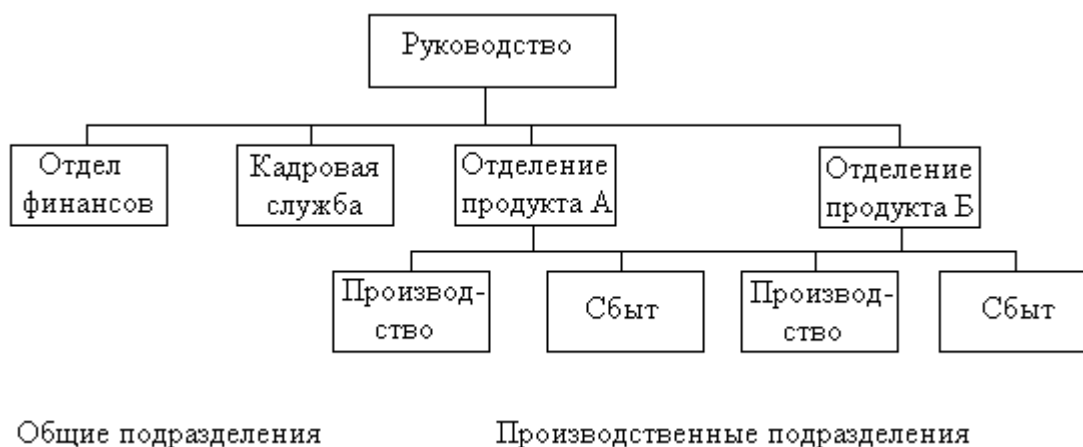 Руководство
Отдел
финансов
Кадровая
служба
Отделение
продукта А
Отделение
продукта Б
Производ-
ство
Сбыт
Производ-
ство
Сбыт
Общие подразделения
Производственные подразделения